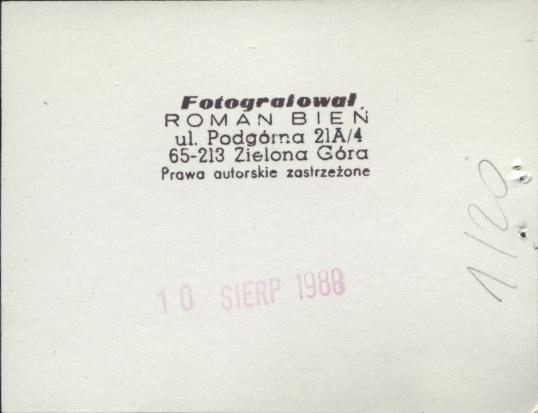 Fotografował
ROMAN BIEŃ
ul. Podgórna 21A/4
65-213 Zielona Góra
Prawa autorskie zastrzeżone
1/20
10 SIERP 1988